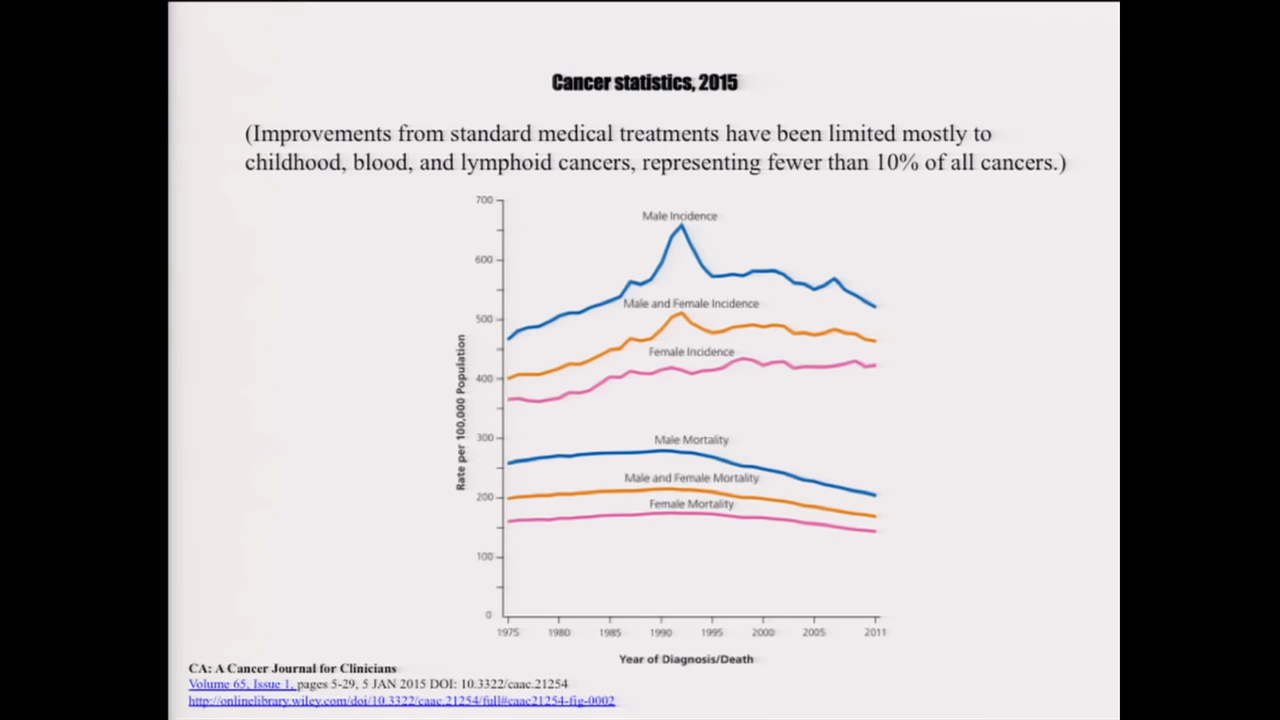 Cancer statistics, 2015
(Improvements from standard medical treatments have been limited mostly to
childhood, blood, and lymphoid cancers, representing fewer than 10% of all cancers.)
700
600
500
400
300
200
100
0
Rate per 100,000 Population
Male Incidence
Male and Female Incidence
Female Incidence
Male Mortality
Male and Female Mortality
Female Mortality
1975 1980 1985 1990 1995 2000 2005 2011
Year of Diagnosis/Death
CA: A Cancer Journal for Clinicians
Volume 65, Issue 1, pages 5-29, 5 JAN 2015 DOI: 10.3322/caac.21254
http://onlinelibrary.wiley.com/doi/10.3322/caac.21254/full#caac21254-fig-0002